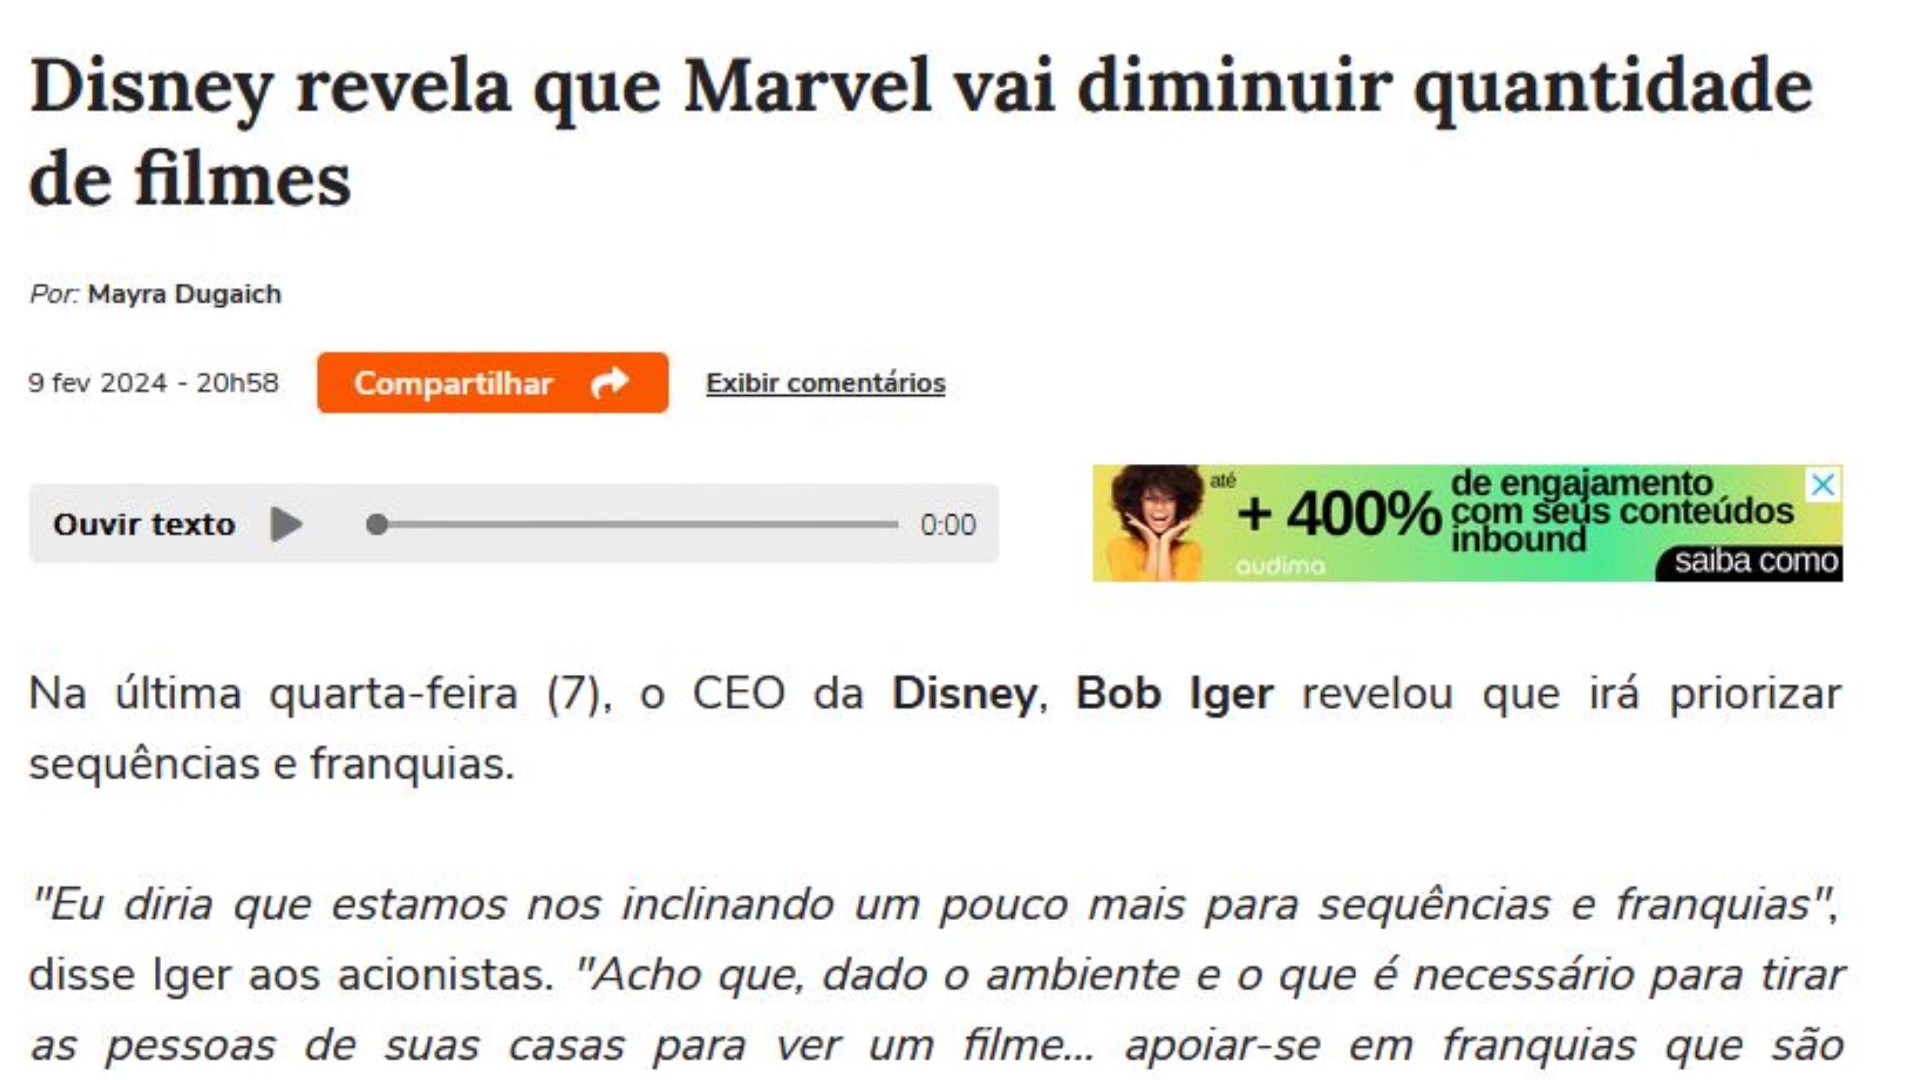 Disney revela que Marvel vai diminuir quantidade
de filmes
Por: Mayra Dugaich
9 fev 2024 - 20h58
Compartilhar
Exibir comentários
Ouvir texto
0:00
até
+ 400%
de engajamento
com seus conteúdos
inbound
audima
saiba como
Na última quarta-feira (7), o CEO da Disney, Bob Iger revelou que irá priorizar
sequências e franquias.
"Eu diria que estamos nos inclinando um pouco mais para sequências e franquias",
disse Iger aos acionistas. "Acho que, dado o ambiente e o que é necessário para tirar
as pessoas de suas casas para ver um filme... apoiar-se em franquias que são